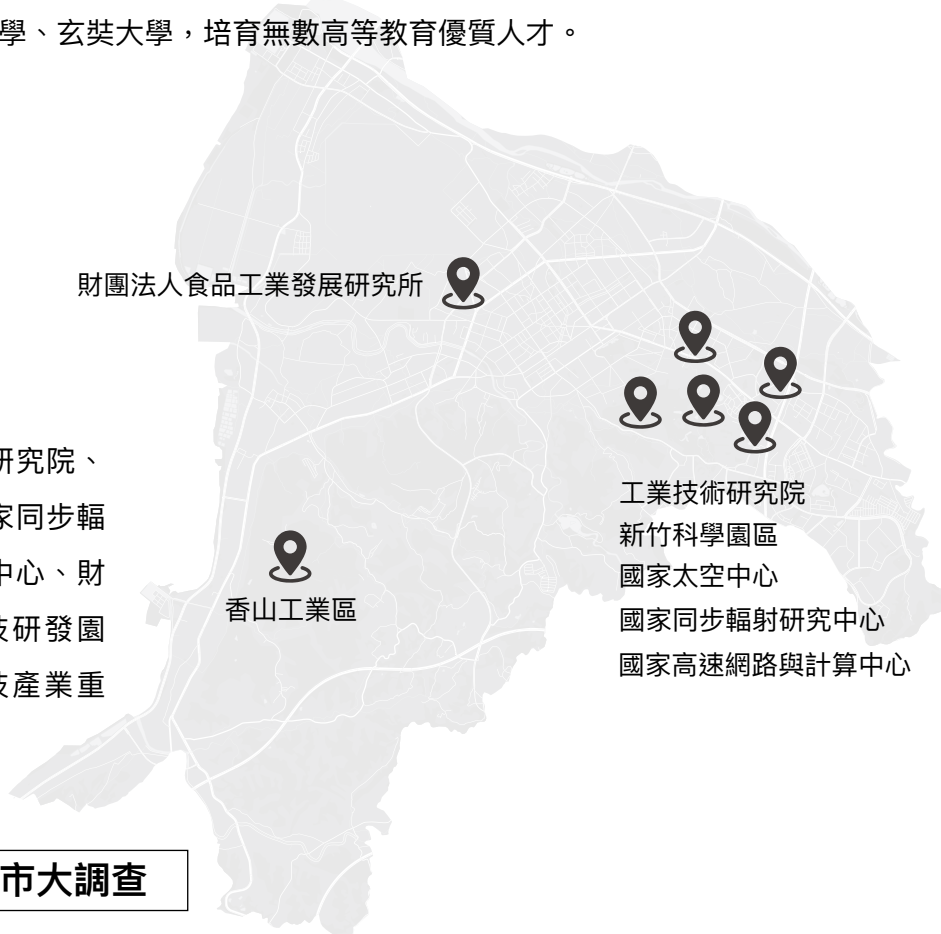 學、玄奘大學，培育無數高等教育優質人才。
財團法人食品工業發展研究所
研究院、
家同步輻
中心、財
技研發園
技產業重
香山工業區
工業技術研究院
新竹科學園區
國家太空中心
國家同步輻射研究中心
國家高速網路與計算中心
市大調查